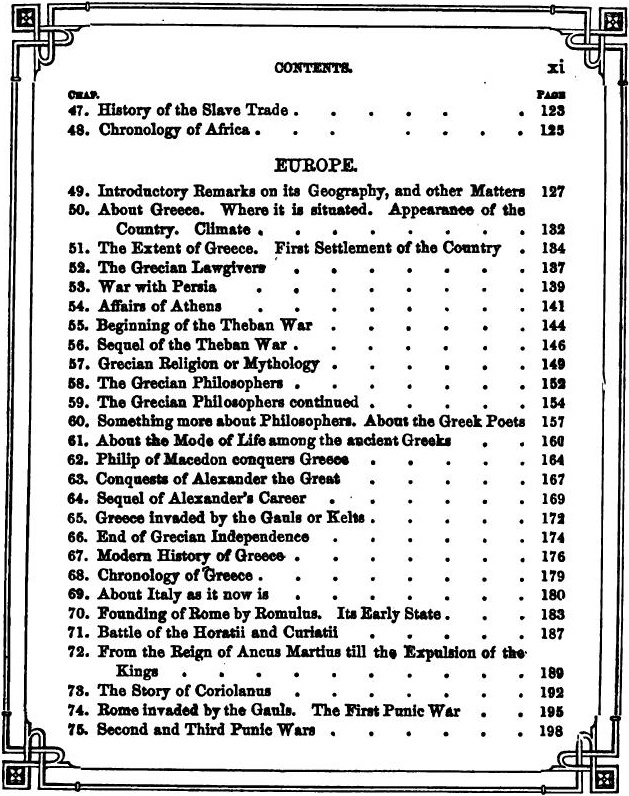 CONTENTS. xi
CHAP. PAGE
47. History of the Slave Trade . . . . . . 123
48. Chronology of Africa . . . . . . 125
EUROPE.
49. Introductory Remarks on its Geography, and other Matters 127
50. About Greece. Where it is situated. Appearance of the
Country. Climate . . . . . . . . 132
51. The Extent of Greece. First Settlement of the Country . 134
52. The Grecian Lawgivers . . . . . . . 137
53. War with Persia . . . . . . . . 139
54. Affairs of Athens . . . . . . . . 141
55. Beginning of the Theban War . . . . . . 144
56. Sequel of the Theban War . . . . . . . 146
57. Grecian Religion or Mythology . . . . . . 149
58. The Grecian Philosophers . . . . . . . 152
59. The Grecian Philosophers continued . . . . . 154
60. Something more about Philosophers. About the Greek Poets 157
61. About the Mode of Life among the ancient Greeks . . 160
62. Philip of Macedon conquers Greece . . . . . 164
63. Conquests of Alexander the Great . . . . . 167
64. Sequel of Alexander's Career . . . . . . 169
65. Greece invaded by the Gauls or Kelts . . . . . 172
66. End of Grecian Independence . . . . . . 174
67. Modern History of Greece . . . . . . . 176
68. Chronology of Greece . . . . . . . . 179
69. About Italy as it now is . . . . . . . 180
70. Founding of Rome by Romulus. Its Early State . . . 183
71. Battle of the Horatii and Curiatii . . . . . 187
72. From the Reign of Ancus Martius till the Expulsion of the
Kings . . . . . . . . . . 189
73. The Story of Coriolanus . . . . . . . 192
74. Rome invaded by the Gauls. The First Punic War . . 195
75. Second and Third Punic Wars . . . . . . 198